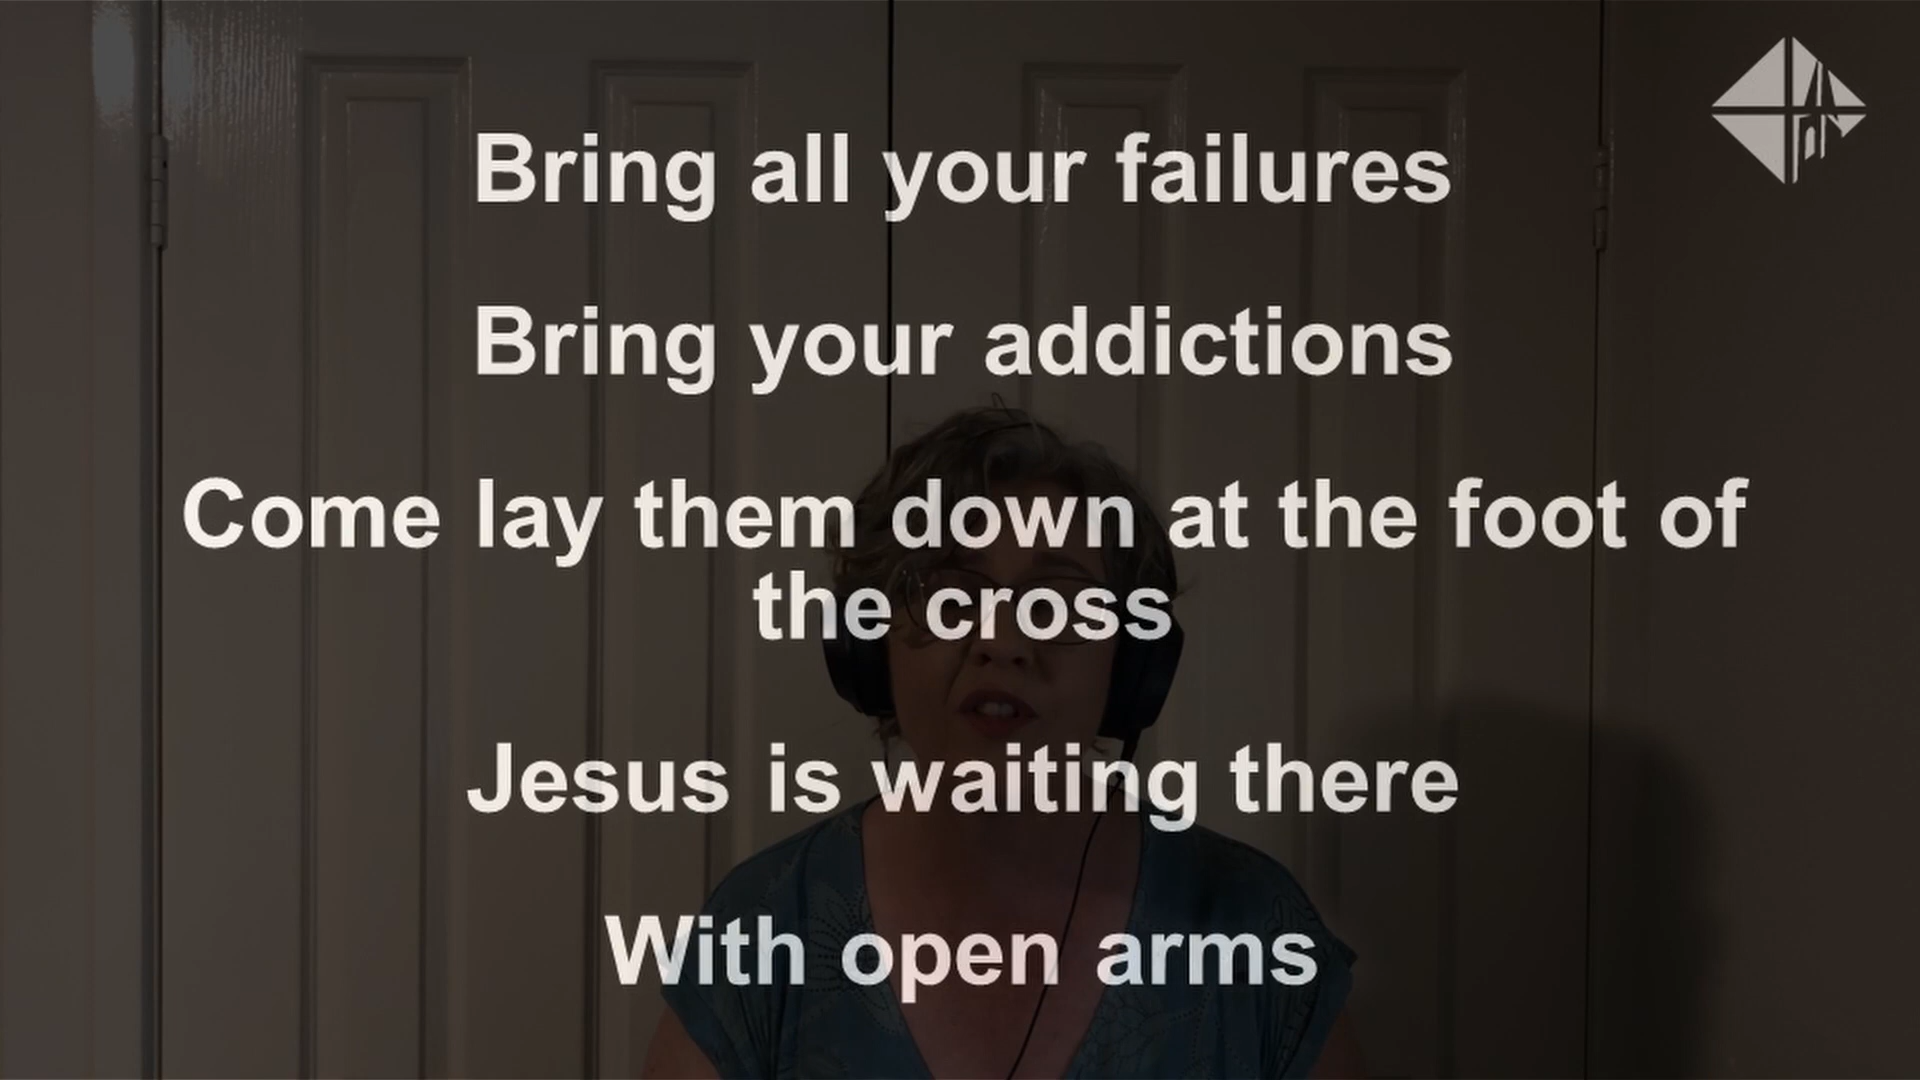 Bring all your failures
Bring your addictions
Come lay them down at the foot of
the cross
Jesus is waiting there
With open arms